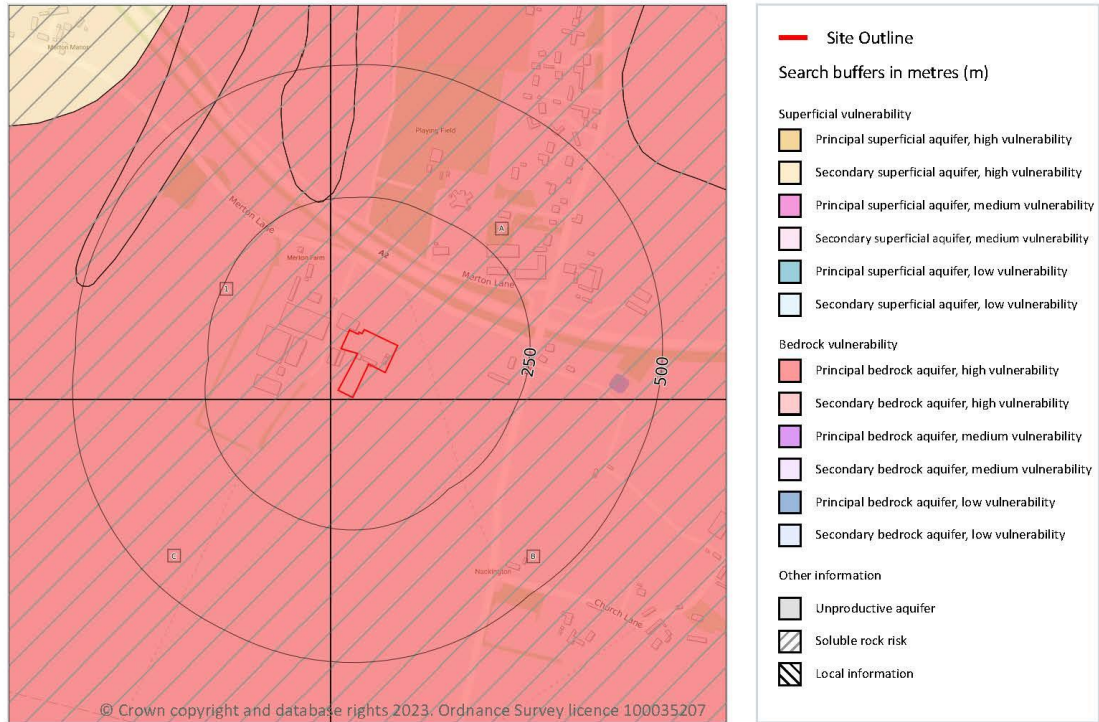 Merton Manor
Playing Field
Merton Lane
A
Merton Farm
A2
Merton Lane
1
250
500
C
B
Nackington
Church Lane
© Crown copyright and database rights 2023. Ordnance Survey licence 100035207
Site Outline
Search buffers in metres (m)
Superficial vulnerability
Principal superficial aquifer, high vulnerability
Secondary superficial aquifer, high vulnerability
Principal superficial aquifer, medium vulnerability
Secondary superficial aquifer, medium vulnerability
Principal superficial aquifer, low vulnerability
Secondary superficial aquifer, low vulnerability
Bedrock vulnerability
Principal bedrock aquifer, high vulnerability
Secondary bedrock aquifer, high vulnerability
Principal bedrock aquifer, medium vulnerability
Secondary bedrock aquifer, medium vulnerability
Principal bedrock aquifer, low vulnerability
Secondary bedrock aquifer, low vulnerability
Other information
Unproductive aquifer
Soluble rock risk
Local information